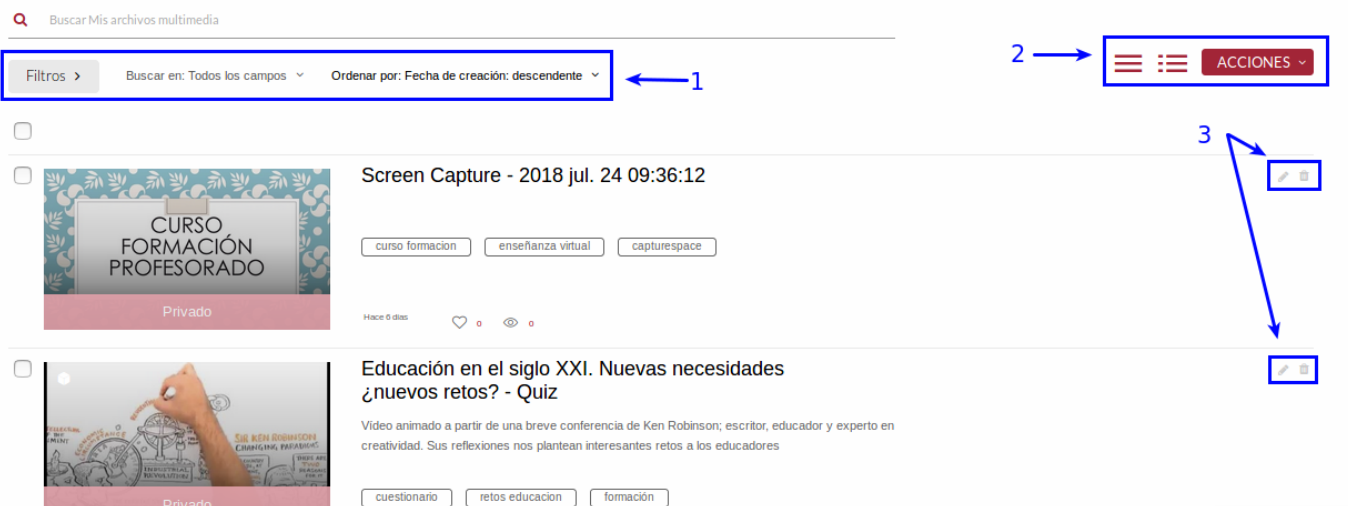 Buscar Mis archivos multimedia
Filtros
Buscar en: Todos los campos
Ordenar por: Fecha de creación: descendente
1
2
ACCIONES
3
Screen Capture - 2018 jul. 24 09:36:12
CURSO
FORMACIÓN
PROFESORADO
Privado
curso formacion
enseñanza virtual
capturespace
Hace 6 días
0
0
Educación en el siglo XXI. Nuevas necesidades
¿nuevos retos? - Quiz
Vídeo animado a partir de una breve conferencia de Ken Robinson; escritor, educador y experto en
creatividad. Sus reflexiones nos plantean interesantes retos a los educadores
SIR KEN ROBINSON
CHANGING PARADIGMS
INDUSTRIAL
REVOLUTION
Privado
cuestionario
retos educacion
formación